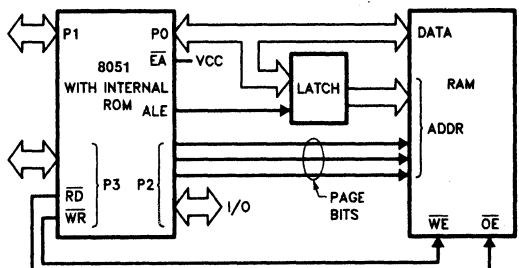 P1
P0
DATA
8051
WITH INTERNAL
ROM
EA
VCC
LATCH
RAM
ALE
ADDR
P3
P2
RD
WR
I/O
PAGE
BITS
WE
OE